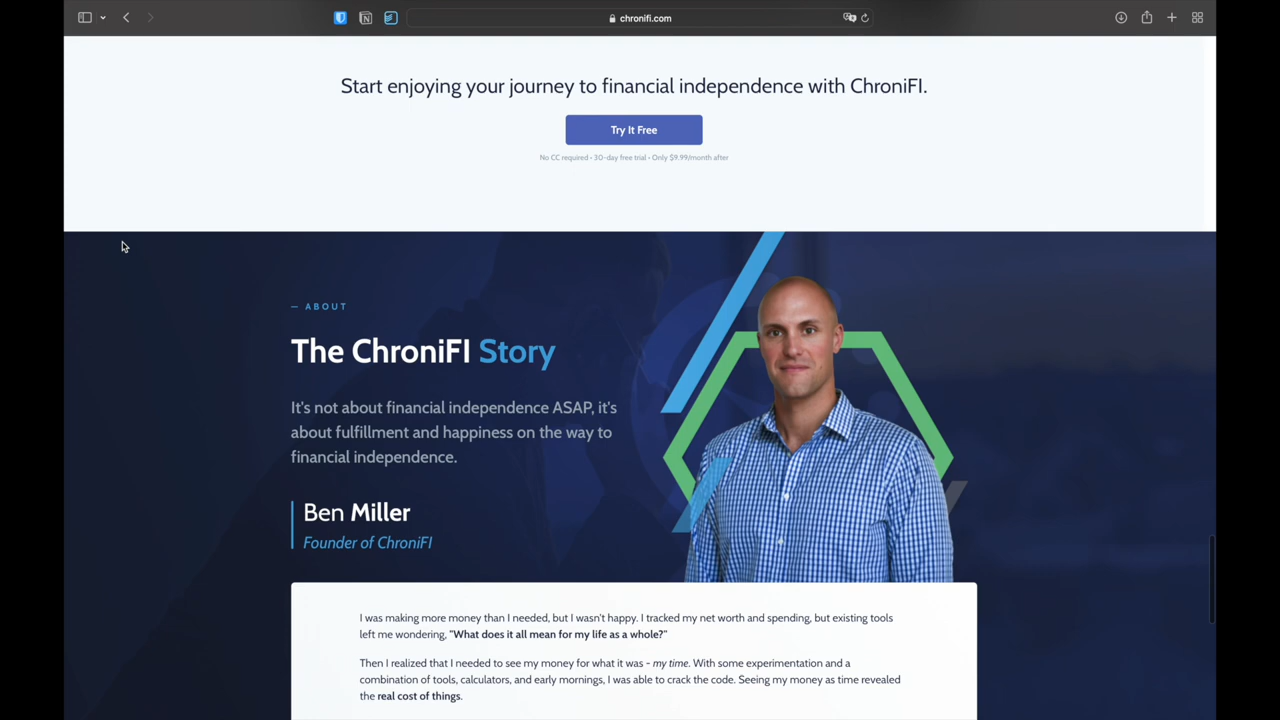 chronifi.com
Start enjoying your journey to financial independence with ChroniFI.
Try It Free
No CC required • 30-day free trial • Only $9.99/month after
— ABOUT
The ChroniFI Story
It's not about financial independence ASAP, it's
about fulfillment and happiness on the way to
financial independence.
Ben Miller
Founder of ChroniFI
I was making more money than I needed, but I wasn't happy. I tracked my net worth and spending, but existing tools
left me wondering, "What does it all mean for my life as a whole?"
Then I realized that I needed to see my money for what it was - my time. With some experimentation and a
combination of tools, calculators, and early mornings, I was able to crack the code. Seeing my money as time revealed
the real cost of things.